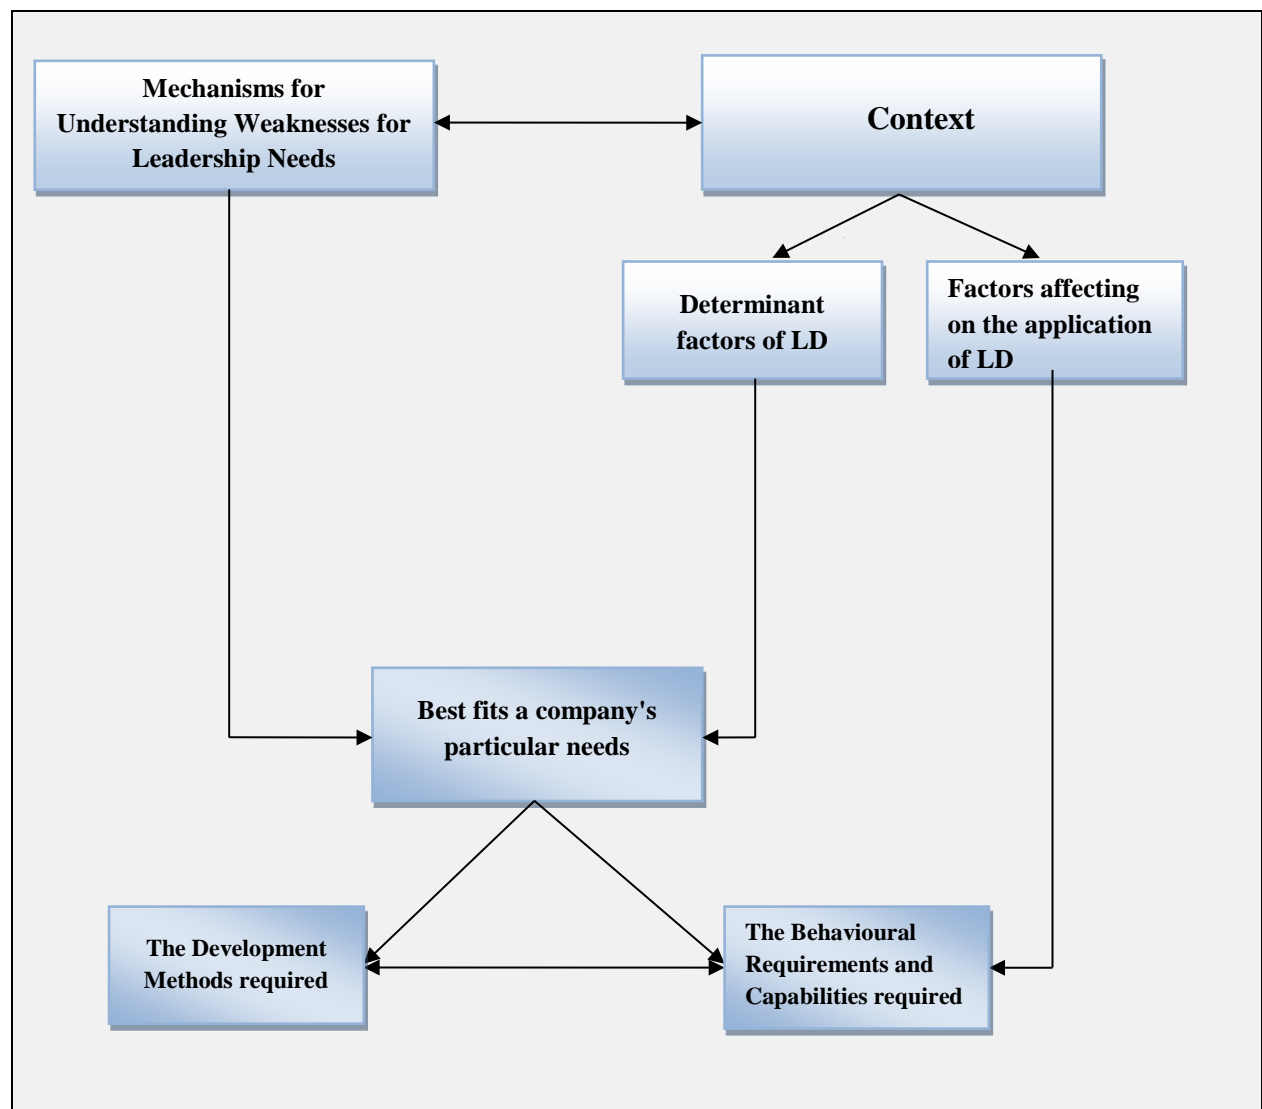 Mechanisms for
Understanding Weaknesses for
Leadership Needs
Context
Determinant
factors of LD
Factors affecting
on the application
of LD
Best fits a company's
particular needs
The Development
Methods required
The Behavioural
Requirements and
Capabilities required